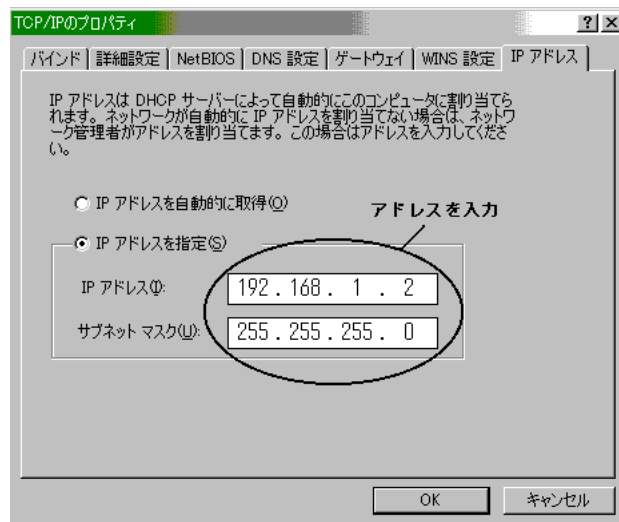 TCP/IPのプロパティ
バインド 詳細設定 NetBIOS DNS 設定 ゲートウェイ WINS 設定 IP アドレス
IP アドレスは DHCP サーバーによって自動的にこのコンピュータに割り当てら
れます。ネットワークが自動的に IP アドレスを割り当てない場合は、ネットワ
ーク管理者がアドレスを割り当てます。この場合はアドレスを入力してくださ
い。
IP アドレスを自動的に取得(O)
アドレスを入力
IP アドレスを指定(S)
IP アドレス(I): 192 . 168 . 1 . 2
サブネット マスク(U): 255 . 255 . 255 . 0
OK キャンセル